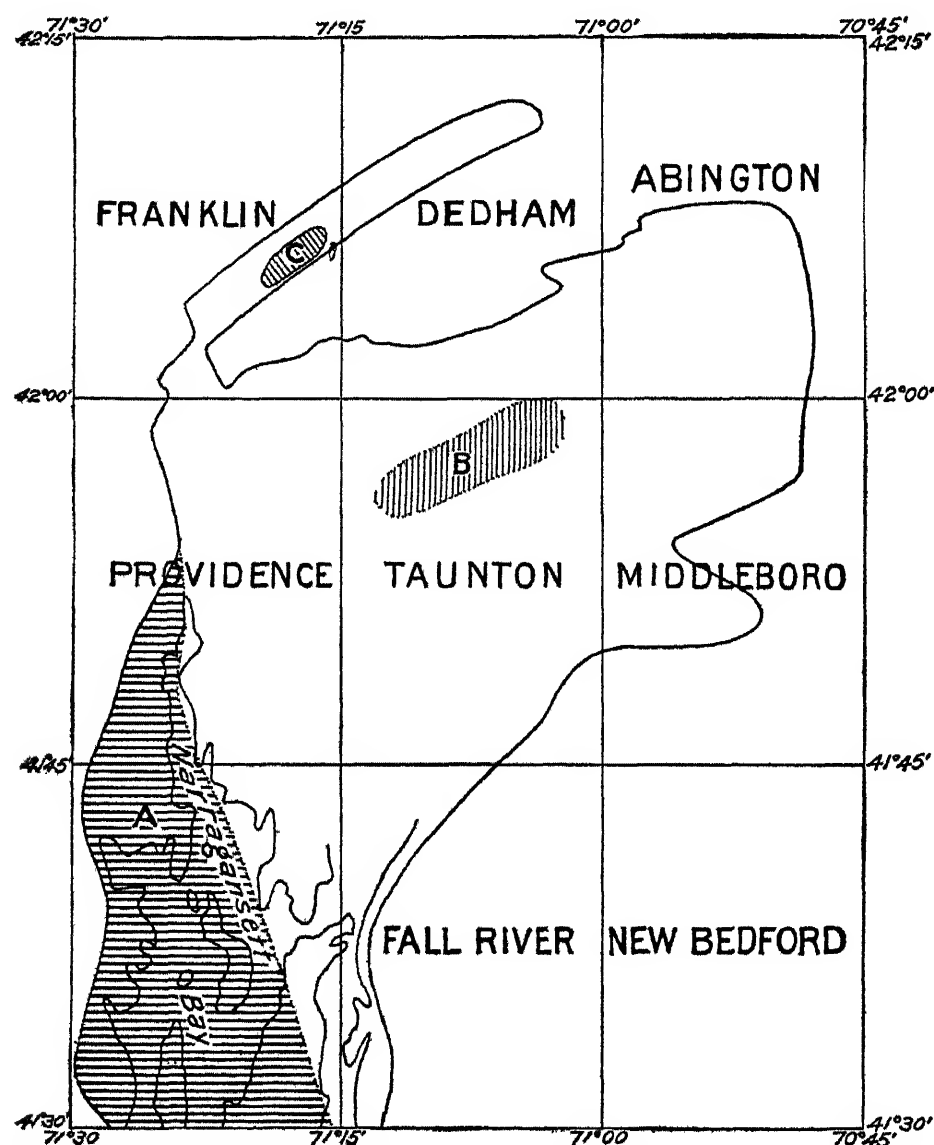 71°30' 71°15' 71°00' 70°45'
42°15' 42°15'
ABINGTON
FRANKLIN DEDHAM
C
42°00' 42°00'
B
PROVIDENCE TAUNTON MIDDLEBORO
41°45' 41°45'
A
Narragansett Bay
FALL RIVER NEW BEDFORD
41°30' 41°30'
71°30' 71°15' 71°00' 70°45'